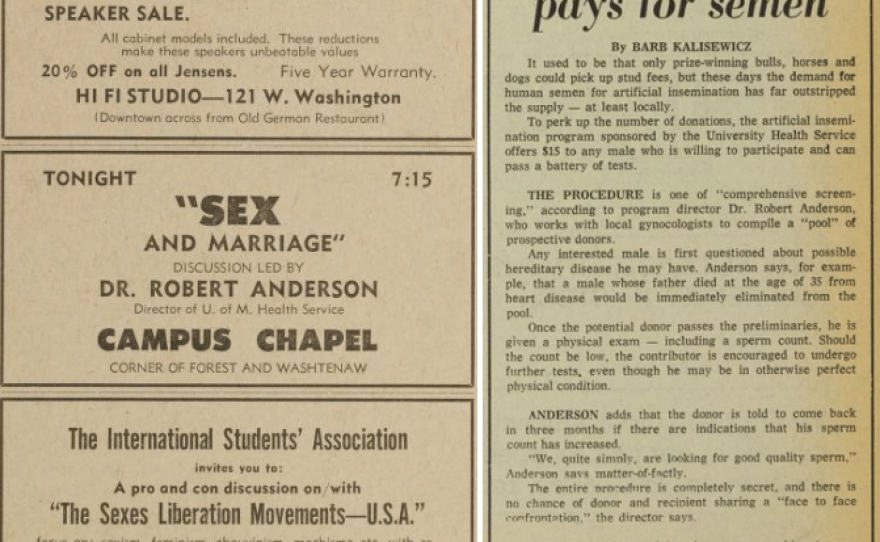 SPEAKER SALE.
All cabinet models included. These reductions
make these speakers unbeatable values
20% OFF on all Jensens. Five Year Warranty.
HI FI STUDIO—121 W. Washington
(Downtown across from Old German Restaurant)
TONIGHT 7:15
"SEX
AND MARRIAGE"
DISCUSSION LED BY
DR. ROBERT ANDERSON
Director of U. of M. Health Service
CAMPUS CHAPEL
CORNER OF FOREST AND WASHTENAW
The International Students' Association
invites you to:
A pro and con discussion on/with
"The Sexes Liberation Movements—U.S.A."
pays for semen
By BARB KALISEWICZ
It used to be that only prize-winning bulls, horses and
dogs could pick up stud fees, but these days the demand for
human semen for artificial insemination has far outstripped
the supply — at least locally.
To perk up the number of donations, the artificial insemi-
nation program sponsored by the University Health Service
offers $15 to any male who is willing to participate and can
pass a battery of tests.
THE PROCEDURE is one of "comprehensive screen-
ing," according to program director Dr. Robert Anderson,
who works with local gynocologists to compile a "pool" of
prospective donors.
Any interested male is first questioned about possible
hereditary disease he may have. Anderson says, for exam-
ple, that a male whose father died at the age of 35 from
heart disease would be immediately eliminated from the
pool.
Once the potential donor passes the preliminaries, he is
given a physical exam — including a sperm count. Should
the count be low, the contributor is encouraged to undergo
further tests, even though he may be in otherwise perfect
physical condition.
ANDERSON adds that the donor is told to come back
in three months if there are indications that his sperm
count has increased.
"We, quite simply, are looking for good quality sperm,"
Anderson says matter-of-factly.
The entire procedure is completely secret, and there is
no chance of donor and recipient sharing a "face to face
confrontation," the director says.